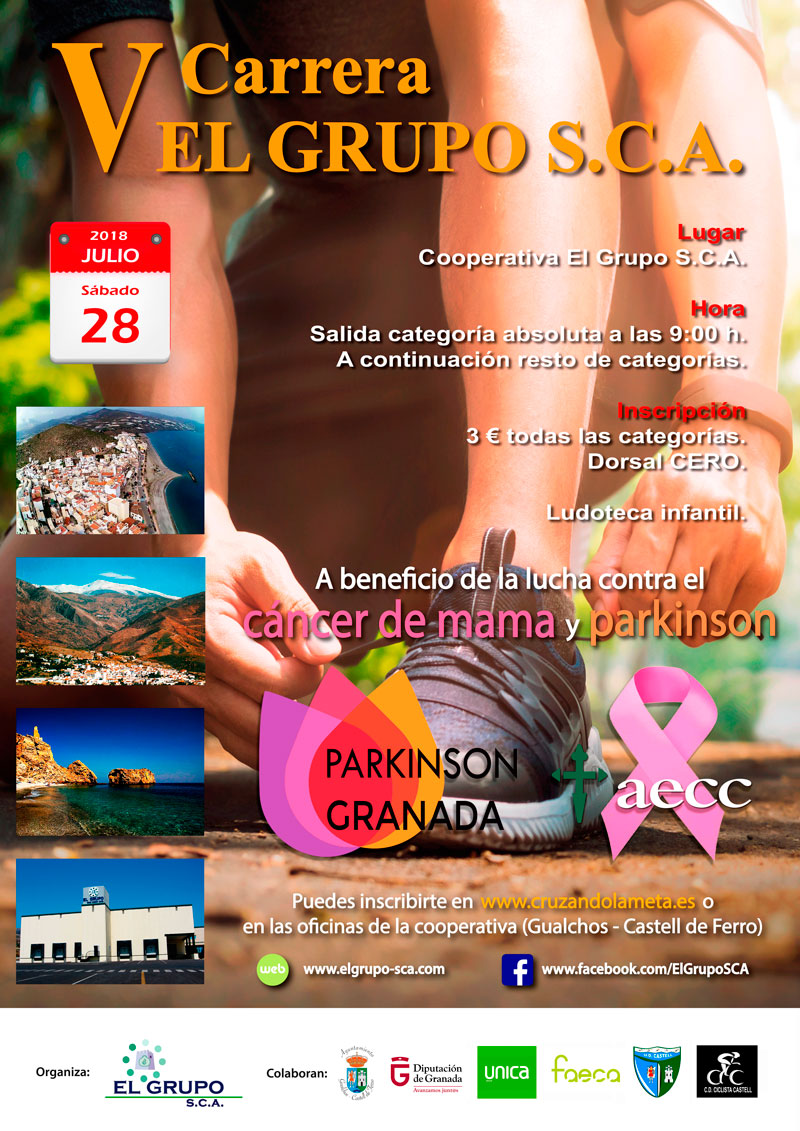 V Carrera
EL GRUPO S.C.A.
2018
JULIO
Sábado
28
Lugar
Cooperativa El Grupo S.C.A.
Hora
Salida categoría absoluta a las 9:00 h.
A continuación resto de categorías.
Inscripción
3 € todas las categorías.
Dorsal CERO.
Ludoteca infantil.
A beneficio de la lucha contra el
cáncer de mama y parkinson
PARKINSON
GRANADA
aecc
EL GRUPO
Puedes inscribirte en www.cruzandolameta.es o
en las oficinas de la cooperativa (Gualchos - Castell de Ferro)
web www.elgrupo-sca.com
f www.facebook.com/ElGrupoSCA
Organiza:
EL GRUPO
S.C.A.
Colaboran:
Ayuntamiento
Diputación
de Granada
Avanzamos juntos
unica
faeca
U.D. CASTELL
C.D. CICLISTA CASTELL